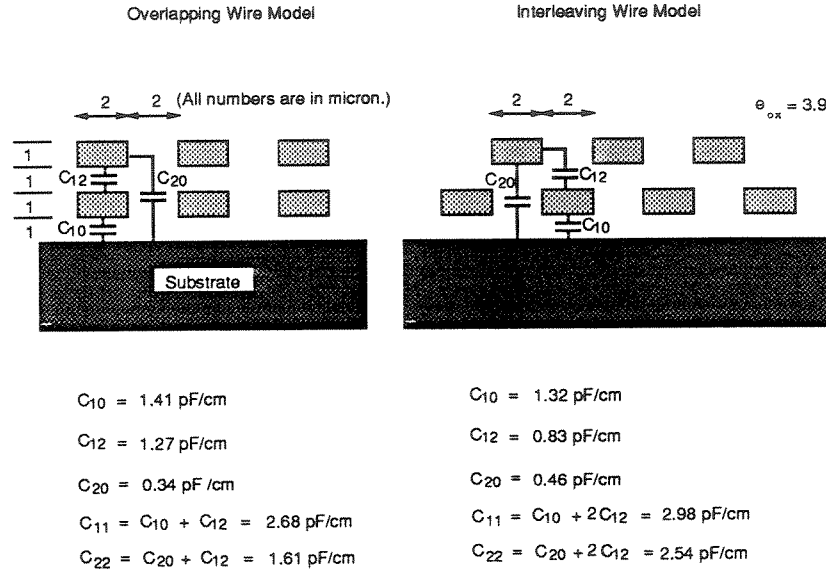 Overlapping Wire Model
Interleaving Wire Model
2 2 (All numbers are in micron.)
2 2
e ox = 3.9
1
1
1
1
C12
C20
C10
C20
C12
C10
Substrate
C10 = 1.41 pF/cm
C12 = 1.27 pF/cm
C20 = 0.34 pF /cm
C11 = C10 + C12 = 2.68 pF/cm
C22 = C20 + C12 = 1.61 pF/cm
C10 = 1.32 pF/cm
C12 = 0.83 pF/cm
C20 = 0.46 pF/cm
C11 = C10 + 2C12 = 2.98 pF/cm
C22 = C20 + 2C12 = 2.54 pF/cm